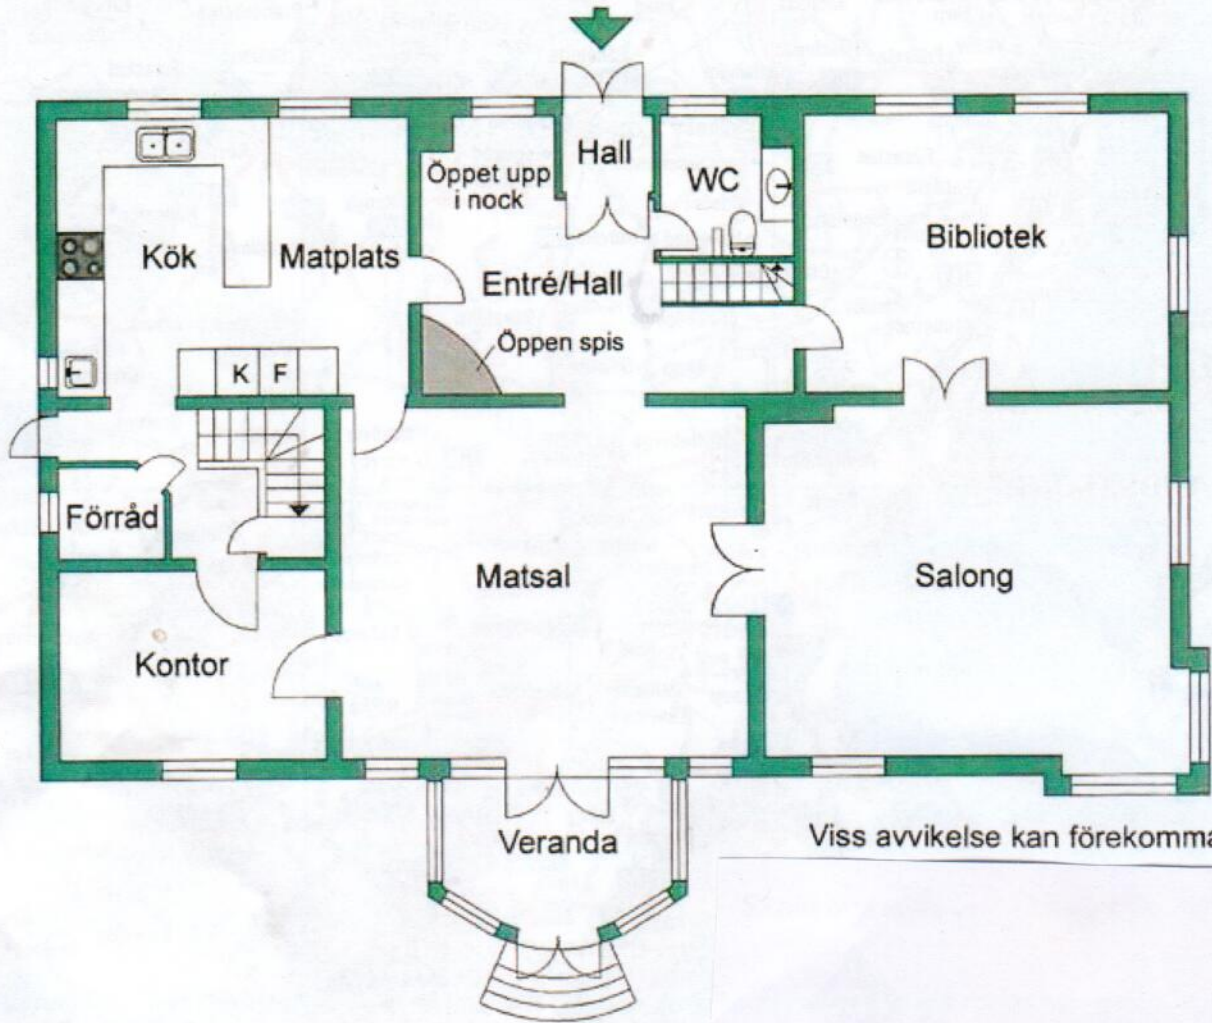 Hall
Öppet upp
i nock
WC
Kök
Matplats
Entré/Hall
Bibliotek
Öppen spis
K F
Förråd
Matsal
Salong
Kontor
Veranda
Viss avvikelse kan förekomma